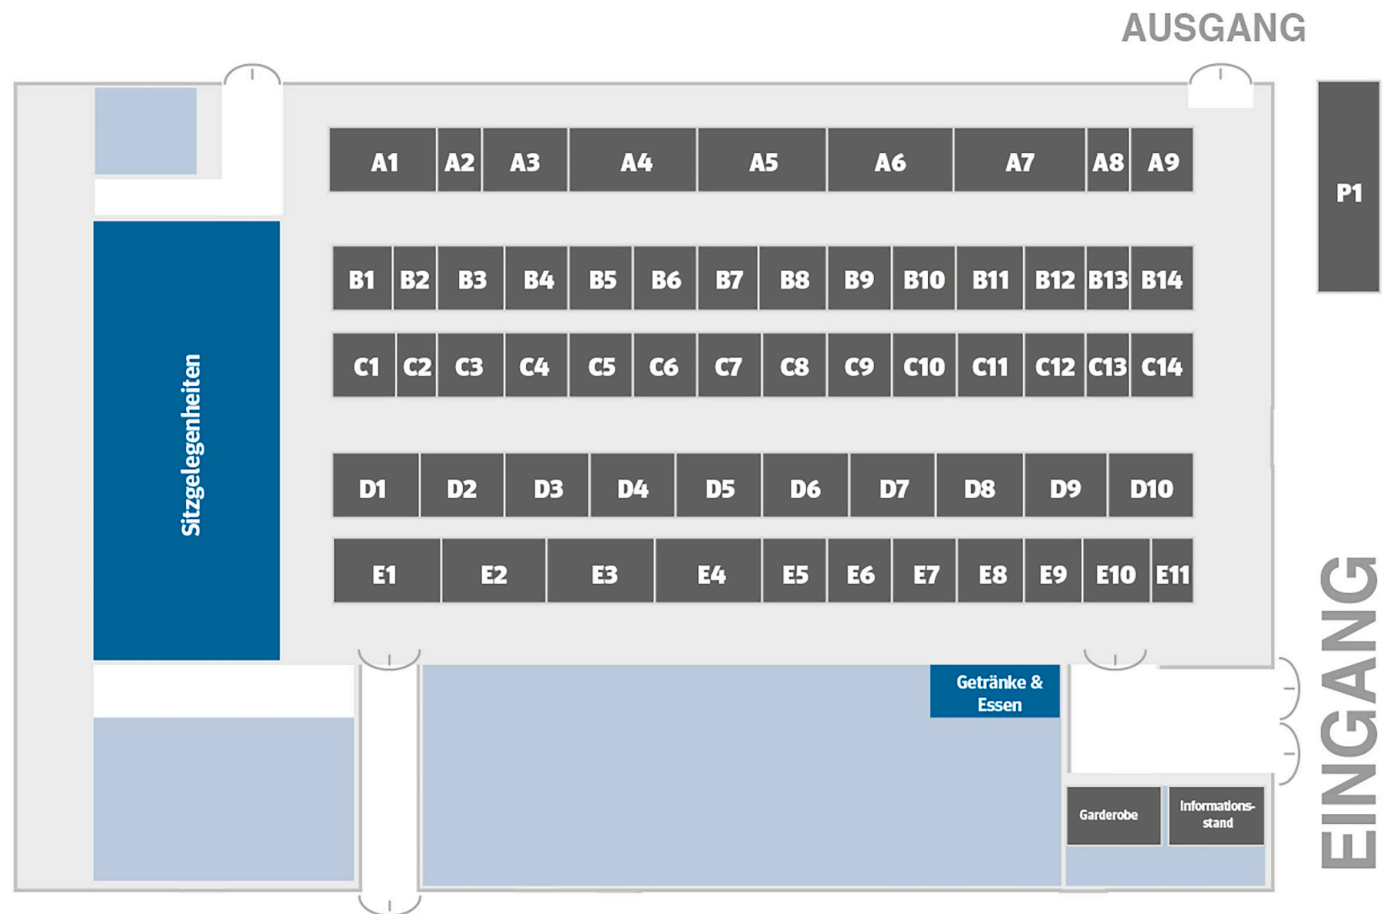 AUSGANG
A1 A2 A3 A4 A5 A6 A7 A8 A9
P1
B1 B2 B3 B4 B5 B6 B7 B8 B9 B10 B11 B12 B13 B14
C1 C2 C3 C4 C5 C6 C7 C8 C9 C10 C11 C12 C13 C14
Sitzgelegenheiten
D1 D2 D3 D4 D5 D6 D7 D8 D9 D10
E1 E2 E3 E4 E5 E6 E7 E8 E9 E10 E11
EINGANG
Getränke &
Essen
Garderobe
Informations-
stand